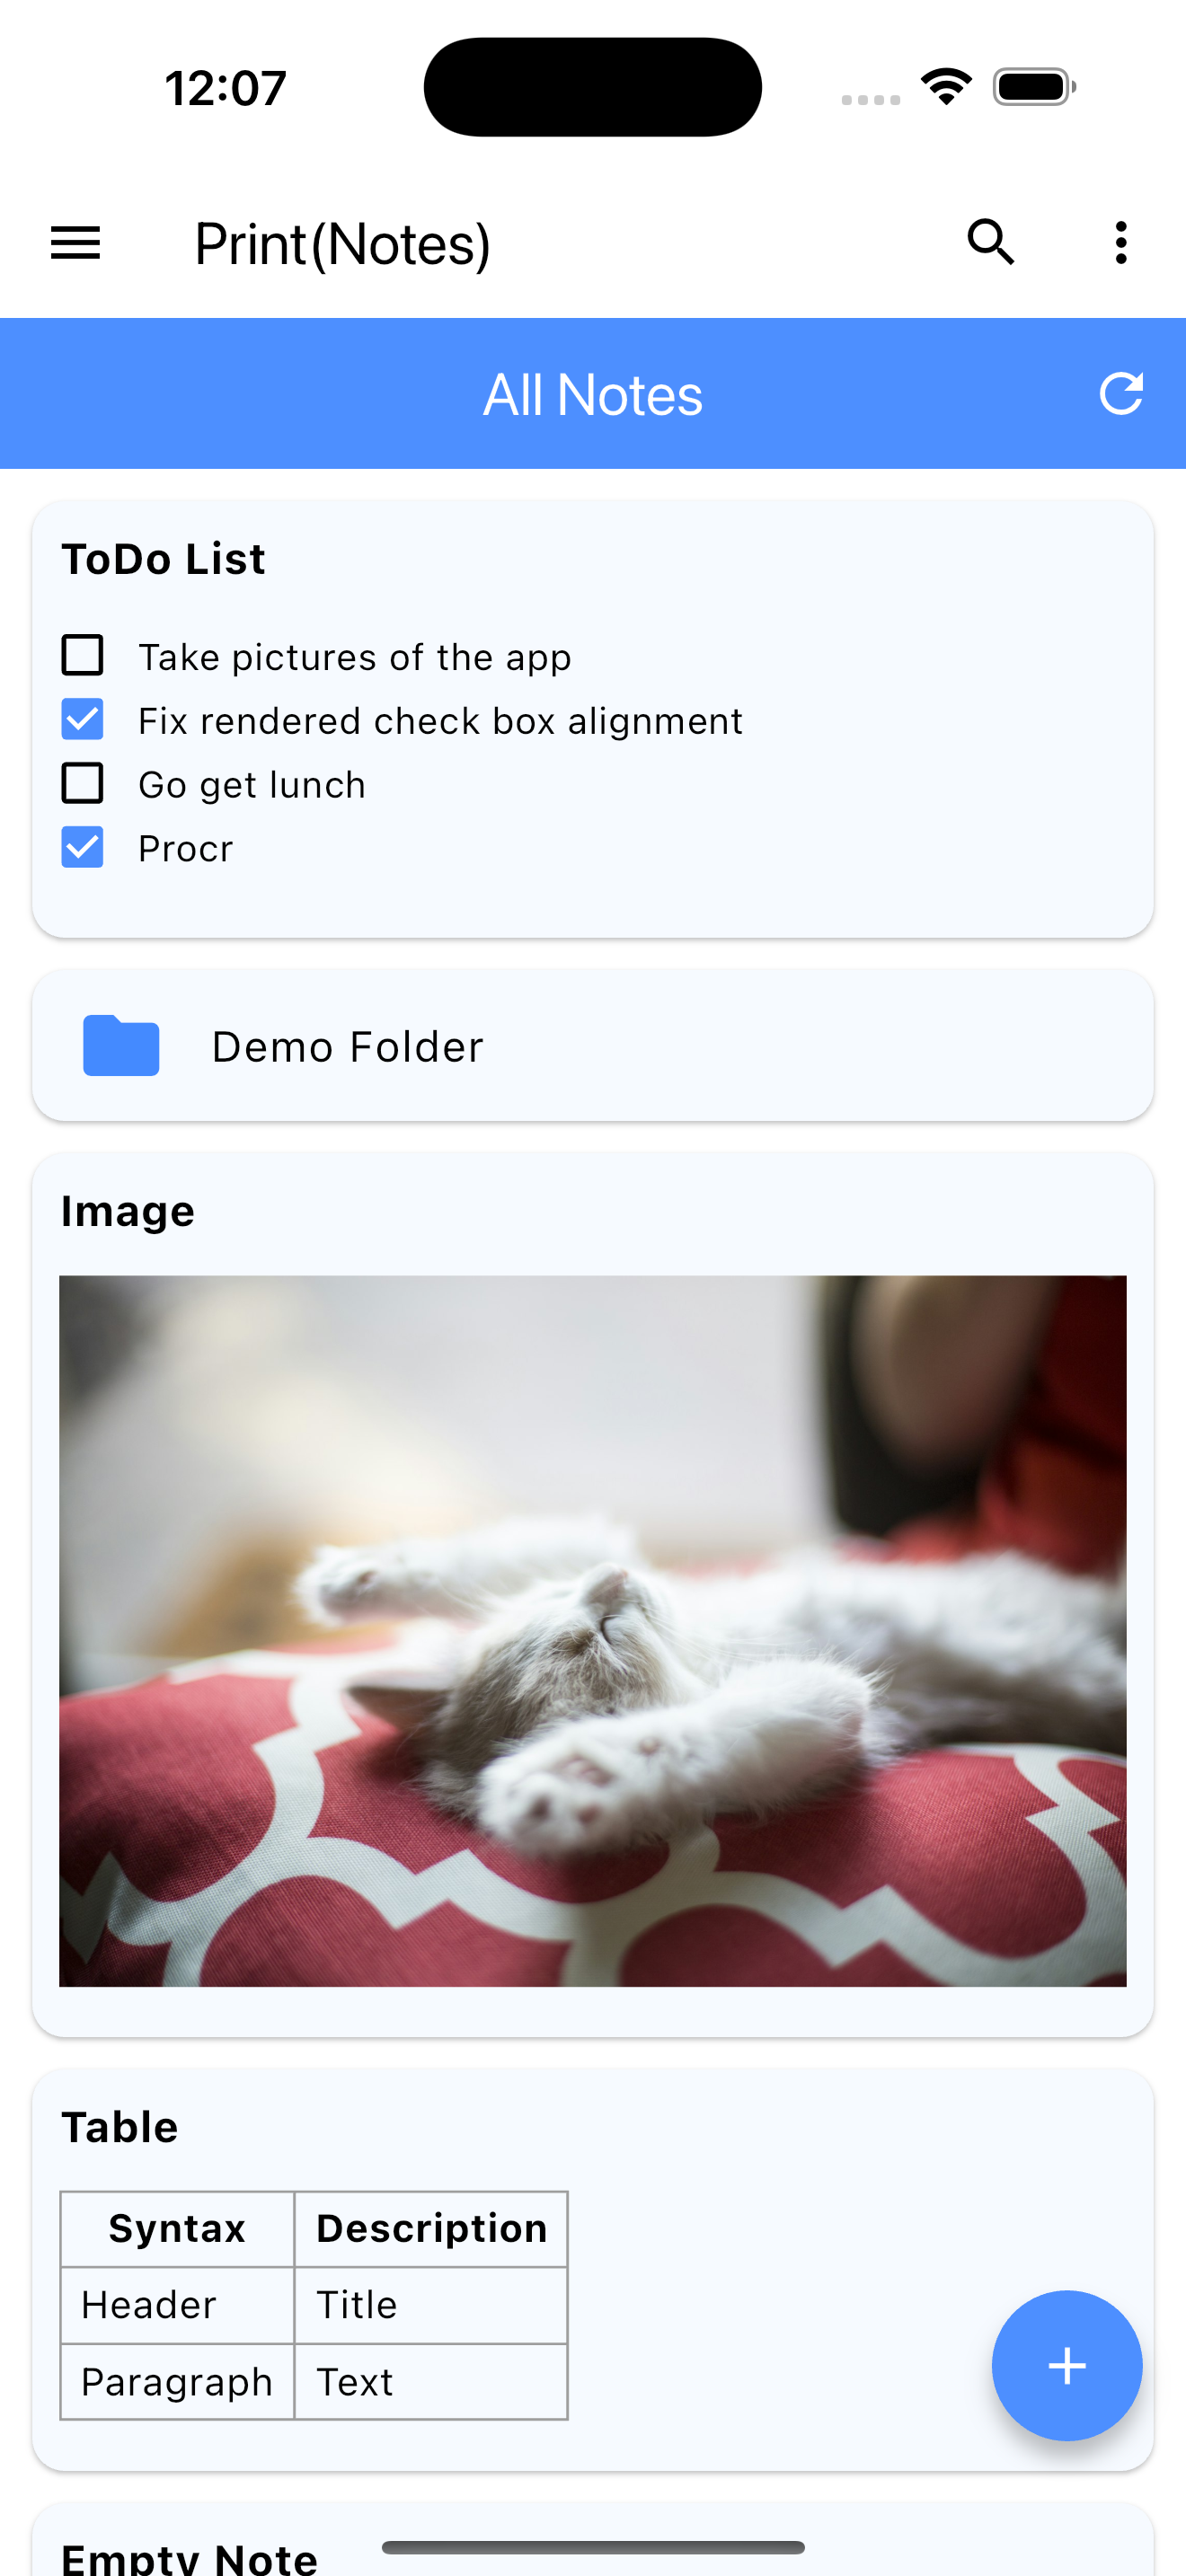 12:07
Print(Notes)
All Notes
ToDo List
Take pictures of the app
Fix rendered check box alignment
Go get lunch
Procr
Demo Folder
Image
Table
Syntax Description
Header Title
Paragraph Text
Empty Note